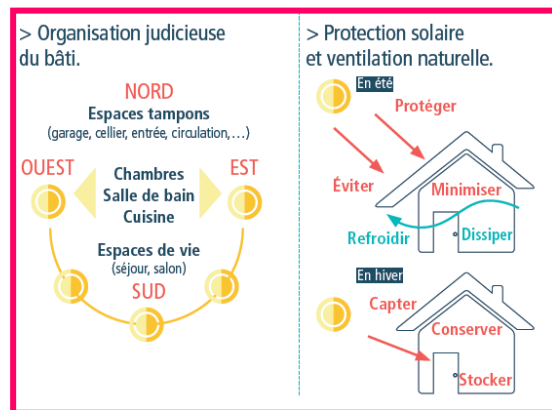 > Organisation judicieuse
du bâti.
NORD
Espaces tampons
(garage, cellier, entrée, circulation,…)
OUEST
EST
Chambres
Salle de bain
Cuisine
Espaces de vie
(séjour, salon)
SUD
> Protection solaire
et ventilation naturelle.
En été
Protéger
Éviter
Minimiser
Refroidir
Dissiper
En hiver
Capter
Conserver
Stocker